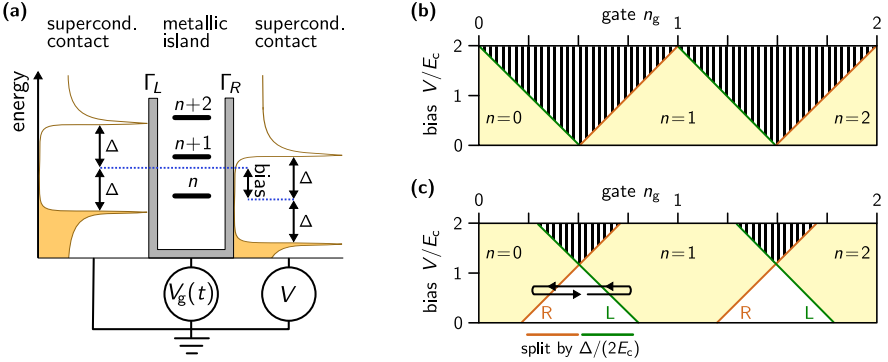 (a)
supercond.
contact
metallic
island
supercond.
contact
energy
Γ_L
Γ_R
n+2
n+1
n
Δ
Δ
bias
Δ
Δ
V_g(t)
V
(b)
gate n_g
0
1
2
bias V/E_c
2
1
0
n=0
n=1
n=2
(c)
gate n_g
0
1
2
bias V/E_c
2
1
0
n=0
n=1
n=2
R
L
R
L
split by Δ/(2E_c)